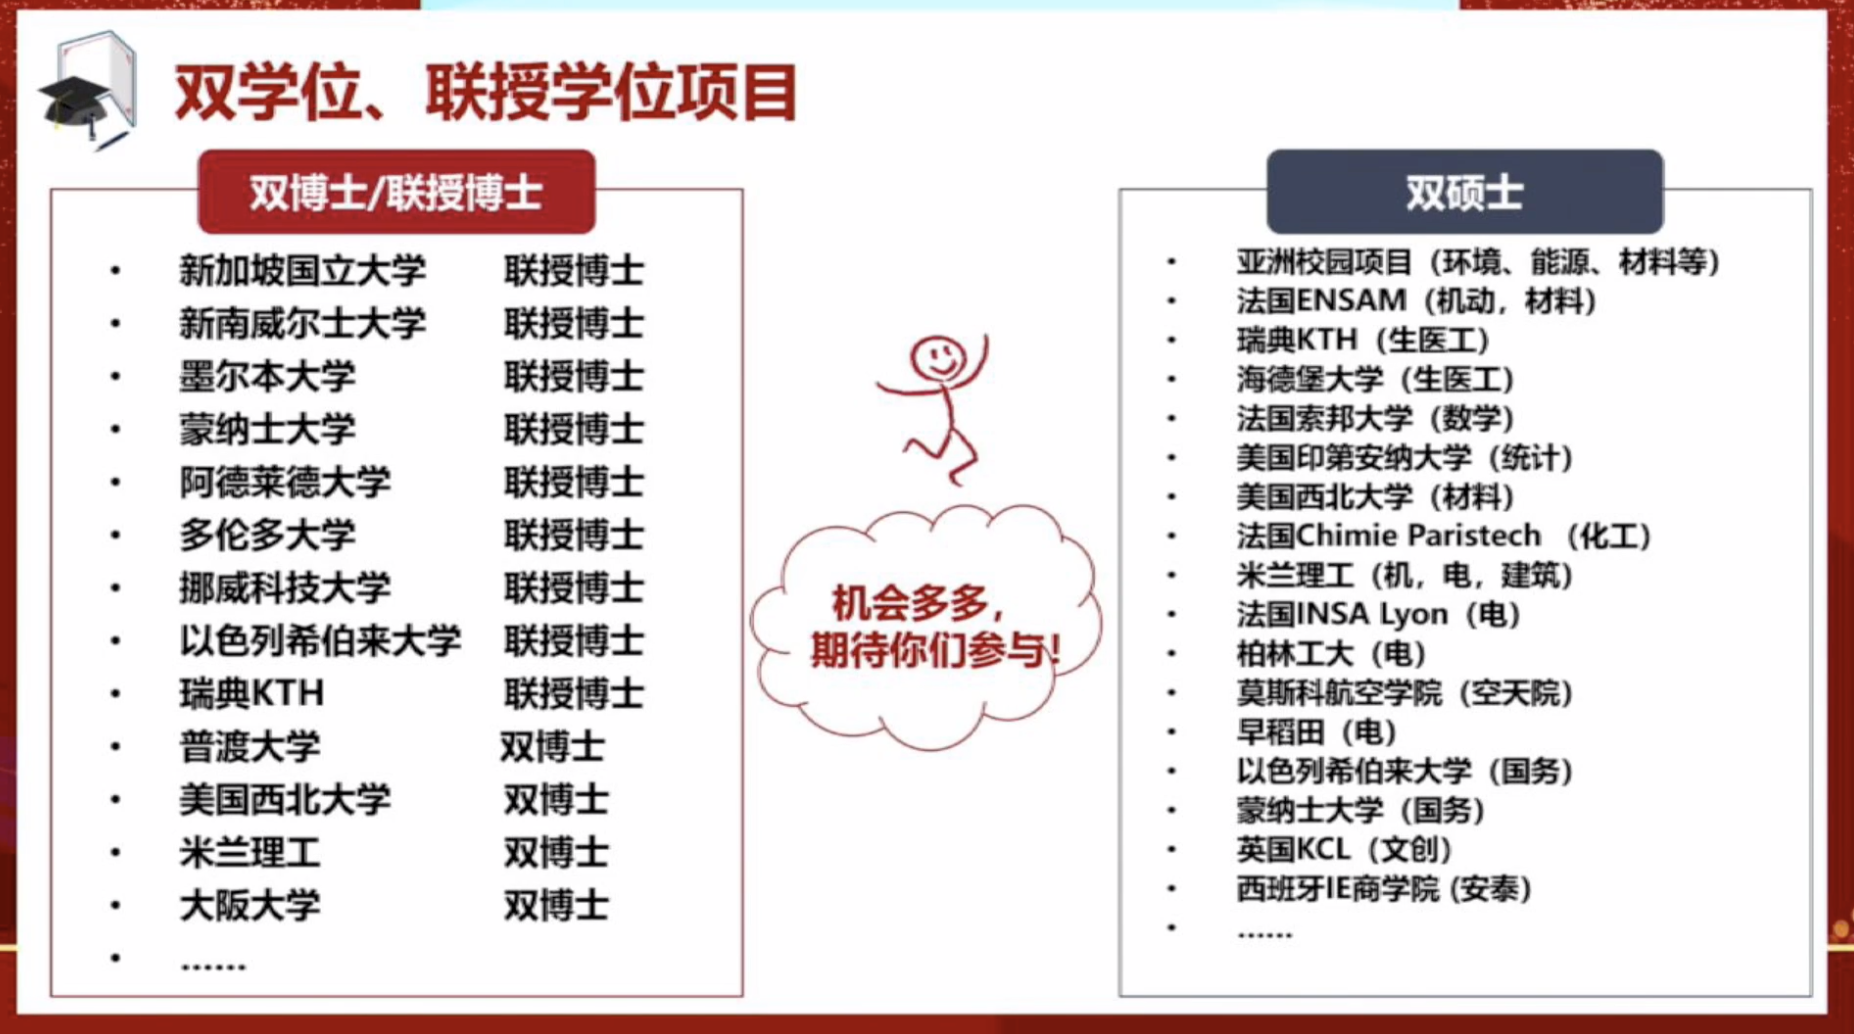 双学位、联授学位项目
双博士/联授博士
新加坡国立大学 联授博士
新南威尔士大学 联授博士
墨尔本大学 联授博士
蒙纳士大学 联授博士
阿德莱德大学 联授博士
多伦多大学 联授博士
挪威科技大学 联授博士
以色列希伯来大学 联授博士
瑞典KTH 联授博士
普渡大学 双博士
美国西北大学 双博士
米兰理工 双博士
大阪大学 双博士
······
机会多多，
期待你们参与!
双硕士
亚洲校园项目（环境、能源、材料等）
法国ENSAM（机动，材料）
瑞典KTH（生医工）
海德堡大学（生医工）
法国索邦大学（数学）
美国印第安纳大学（统计）
美国西北大学（材料）
法国Chimie Paristech （化工）
米兰理工（机，电，建筑）
法国INSA Lyon（电）
柏林工大（电）
莫斯科航空学院（空天院）
早稻田（电）
以色列希伯来大学（国务）
蒙纳士大学（国务）
英国KCL（文创）
西班牙IE商学院 (安泰）
······